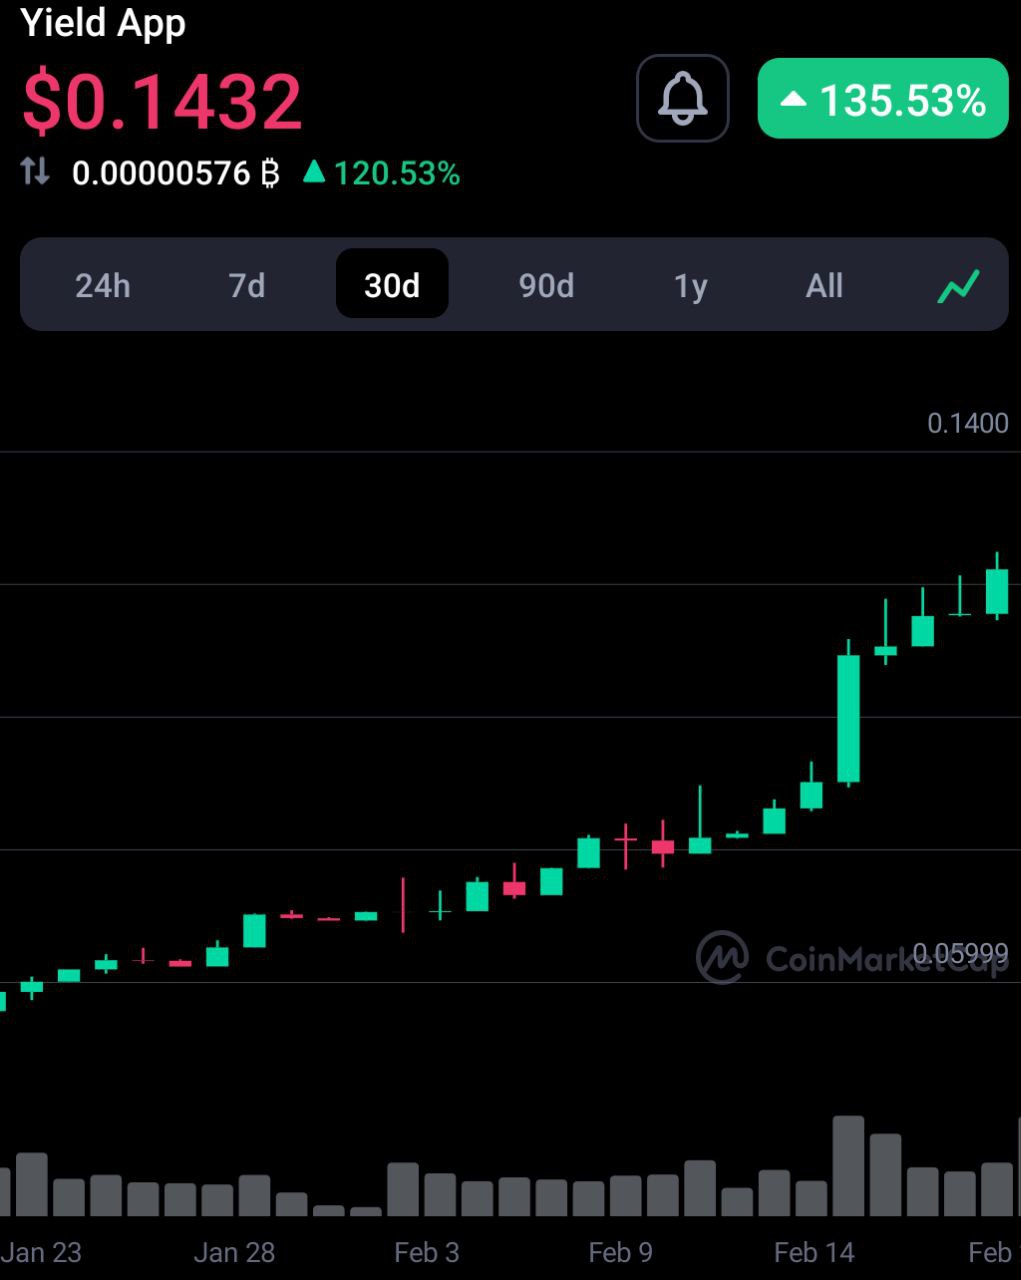 Yield App
$0.1432
▲ 135.53%
0.00000576 ₿ ▲ 120.53%
24h 7d 30d 90d 1y All
0.1400
0.05999
CoinMarketCap
Jan 23 Jan 28 Feb 3 Feb 9 Feb 14 Feb